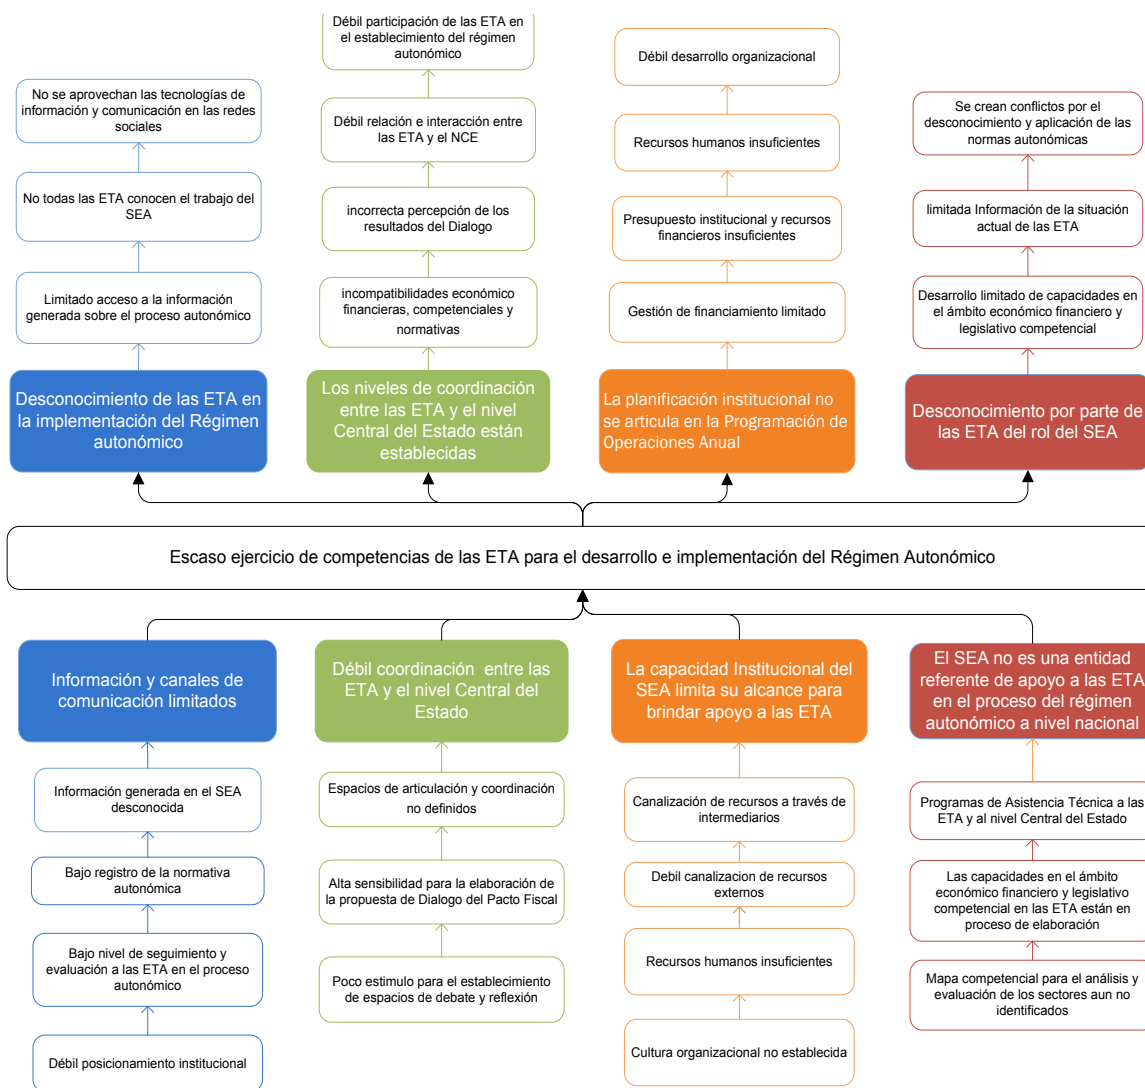 Débil participación de las ETA en
el establecimiento del régimen
autonómico
Débil desarrollo organizacional
No se aprovechan las tecnologías de
información y comunicación en las redes
sociales
Débil relación e interacción entre
las ETA y el NCE
Recursos humanos insuficientes
Se crean conflictos por el
desconocimiento y aplicación de las
normas autonómicas
No todas las ETA conocen el trabajo del
SEA
incorrecta percepción de los
resultados del Dialogo
Presupuesto institucional y recursos
financieros insuficientes
limitada Información de la situación
actual de las ETA
Limitado acceso a la información
generada sobre el proceso autonómico
incompatibilidades económico
financieras, competenciales y
normativas
Gestión de financiamiento limitado
Desarrollo limitado de capacidades en
el ámbito económico financiero y
legislativo competencial
Desconocimiento de las ETA en
la implementación del Régimen
autonómico
Los niveles de coordinación
entre las ETA y el nivel
Central del Estado están
establecidas
La planificación institucional no
se articula en la Programación de
Operaciones Anual
Desconocimiento por parte de
las ETA del rol del SEA
Escaso ejercicio de competencias de las ETA para el desarrollo e implementación del Régimen Autonómico
Información y canales de
comunicación limitados
Débil coordinación entre las
ETA y el nivel Central del
Estado
La capacidad Institucional del
SEA limita su alcance para
brindar apoyo a las ETA
El SEA no es una entidad
referente de apoyo a las ETA
en el proceso del régimen
autonómico a nivel nacional
Información generada en el SEA
desconocida
Espacios de articulación y coordinación
no definidos
Canalización de recursos a través de
intermediarios
Programas de Asistencia Técnica a las
ETA y al nivel Central del Estado
Bajo registro de la normativa
autonómica
Alta sensibilidad para la elaboración de
la propuesta de Dialogo del Pacto Fiscal
Debil canalizacion de recursos
externos
Las capacidades en el ámbito
económico financiero y legislativo
competencial en las ETA están en
proceso de elaboración
Bajo nivel de seguimiento y
evaluación a las ETA en el proceso
autonómico
Poco estimulo para el establecimiento
de espacios de debate y reflexión
Recursos humanos insuficientes
Mapa competencial para el análisis y
evaluación de los sectores aun no
identificados
Débil posicionamiento institucional
Cultura organizacional no establecida